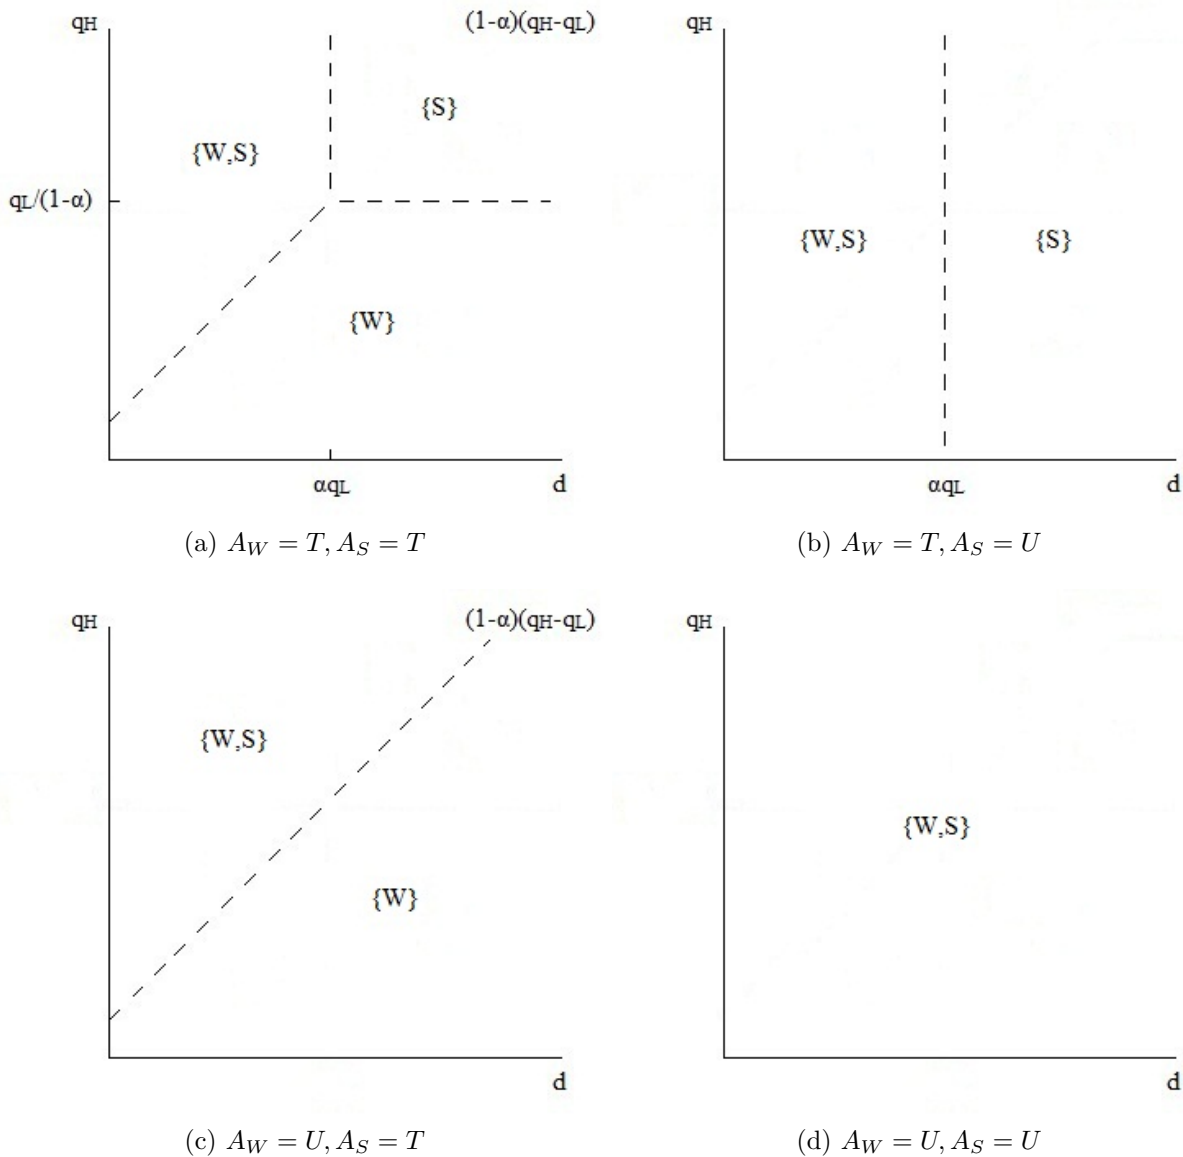 qH
(1-α)(qH-qL)
{S}
{W,S}
qL/(1-α)
{W}
αqL
d
(a) A_W = T, A_S = T
qH
{W,S}
{S}
αqL
d
(b) A_W = T, A_S = U
qH
(1-α)(qH-qL)
{W,S}
{W}
d
(c) A_W = U, A_S = T
qH
{W,S}
d
(d) A_W = U, A_S = U